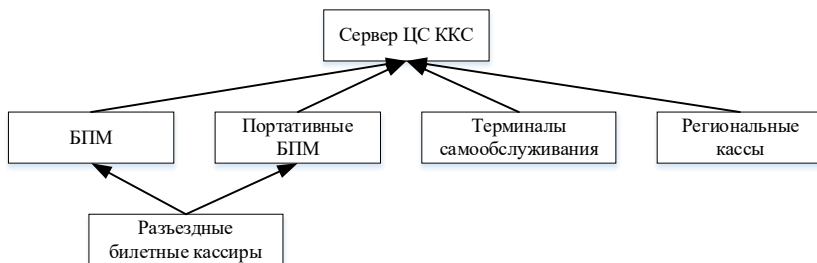 Сервер ЦС ККС
БПМ
Портативные
БПМ
Терминалы
самообслуживания
Региональные
кассы
Разъездные
билетные кассиры